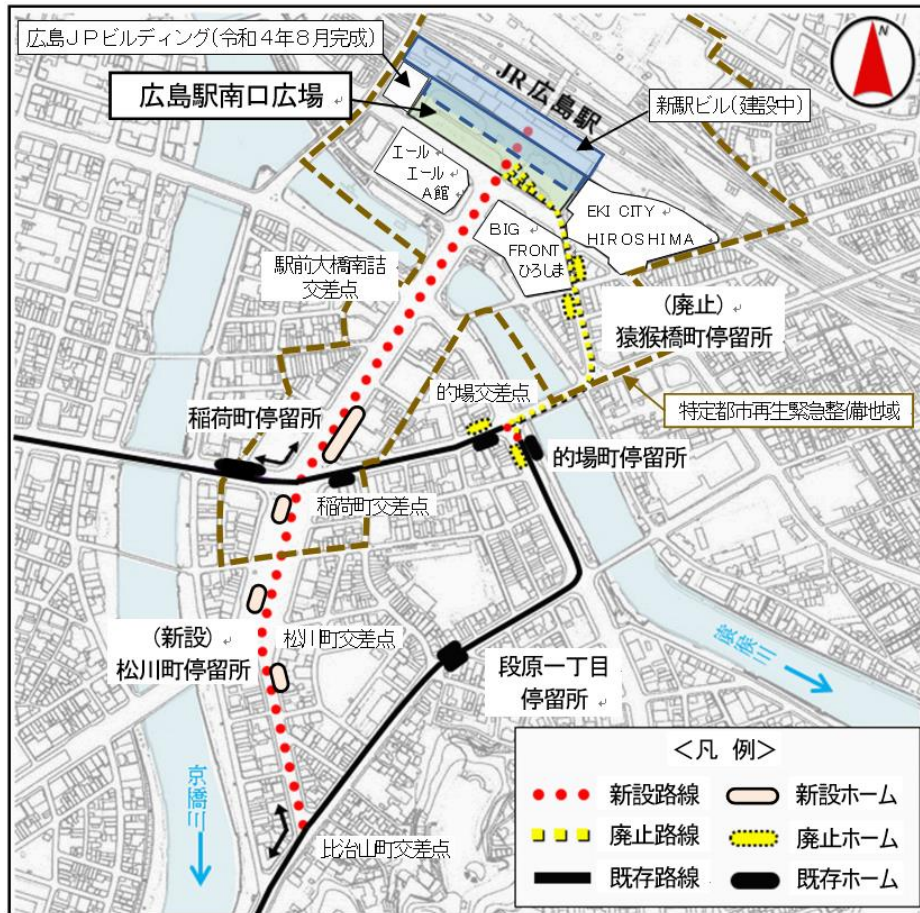 広島JPビルディング(令和4年8月完成)
広島駅南口広場
JR広島駅
新駅ビル(建設中)
N
エール
エール
A館
BIG
FRONT
ひろしま
EKI CITY
HIROSHIMA
駅前大橋南詰
交差点
(廃止)
猿猴橋町停留所
的場交差点
特定都市再生緊急整備地域
稲荷町停留所
的場町停留所
稲荷町交差点
(新設)
松川町停留所
松川町交差点
段原一丁目
停留所
猿猴川
京橋川
比治山町交差点
<凡 例>
新設路線
新設ホーム
廃止路線
廃止ホーム
既存路線
既存ホーム